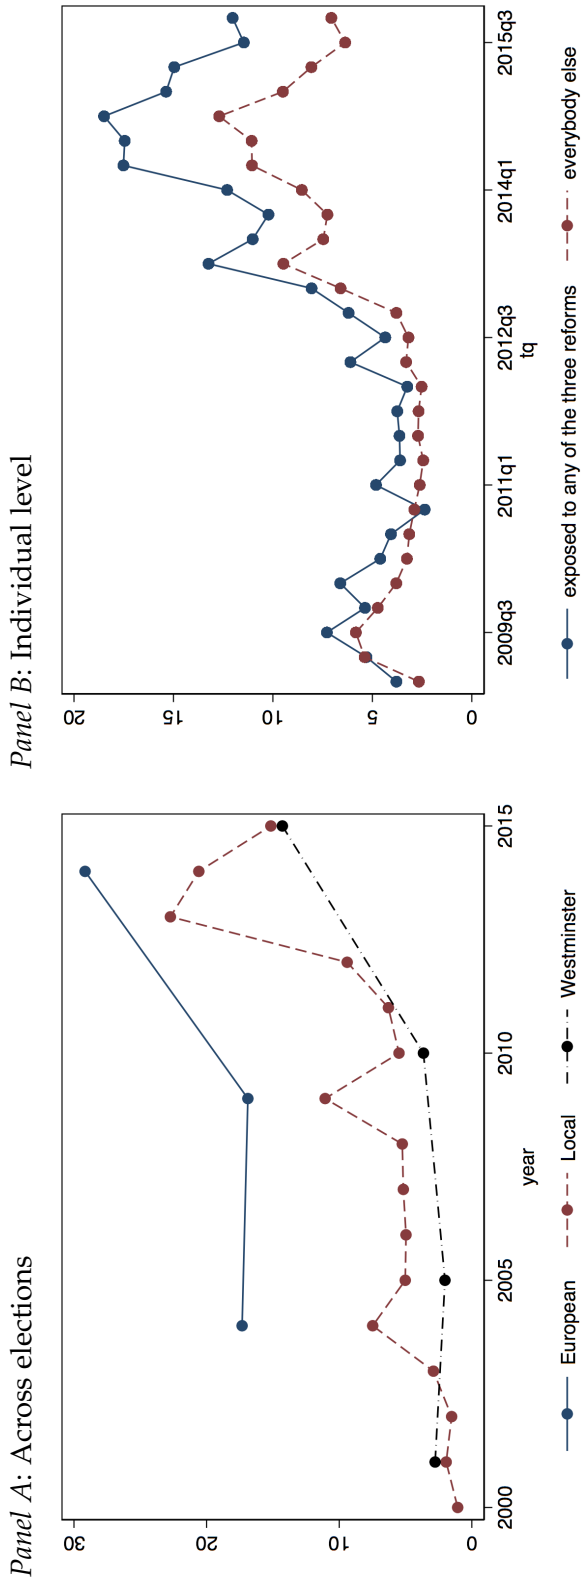 Panel A: Across elections
30
20
10
0
2000
2005
2010
2015
year
European
Local
Westminster
Panel B: Individual level
20
15
10
5
0
2009q3
2011q1
2012q3
2014q1
2015q3
tq
exposed to any of the three reforms
everybody else